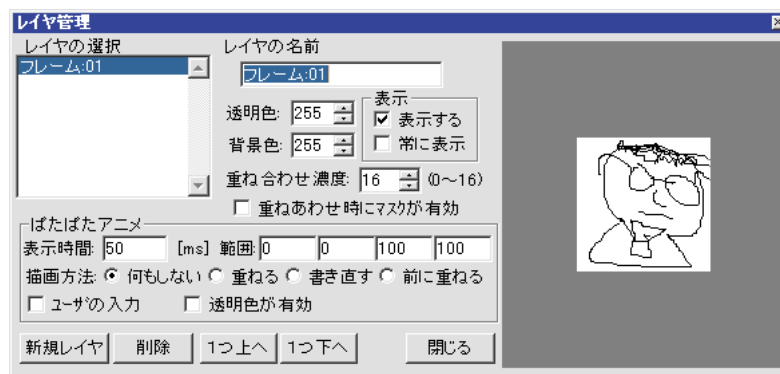 レイヤ管理
レイヤの選択
フレーム:01
レイヤの名前
フレーム:01
透明色: 255
背景色: 255
表示
表示する
常に表示
重ね合わせ濃度: 16 (0～16)
重ねあわせ時にマスクが有効
ぱたぱたアニメ
表示時間: 50 [ms] 範囲: 0 0 100 100
描画方法: 何もしない 重ねる 書き直す 前に重ねる
ユーザの入力 透明色が有効
新規レイヤ 削除 1つ上へ 1つ下へ 閉じる